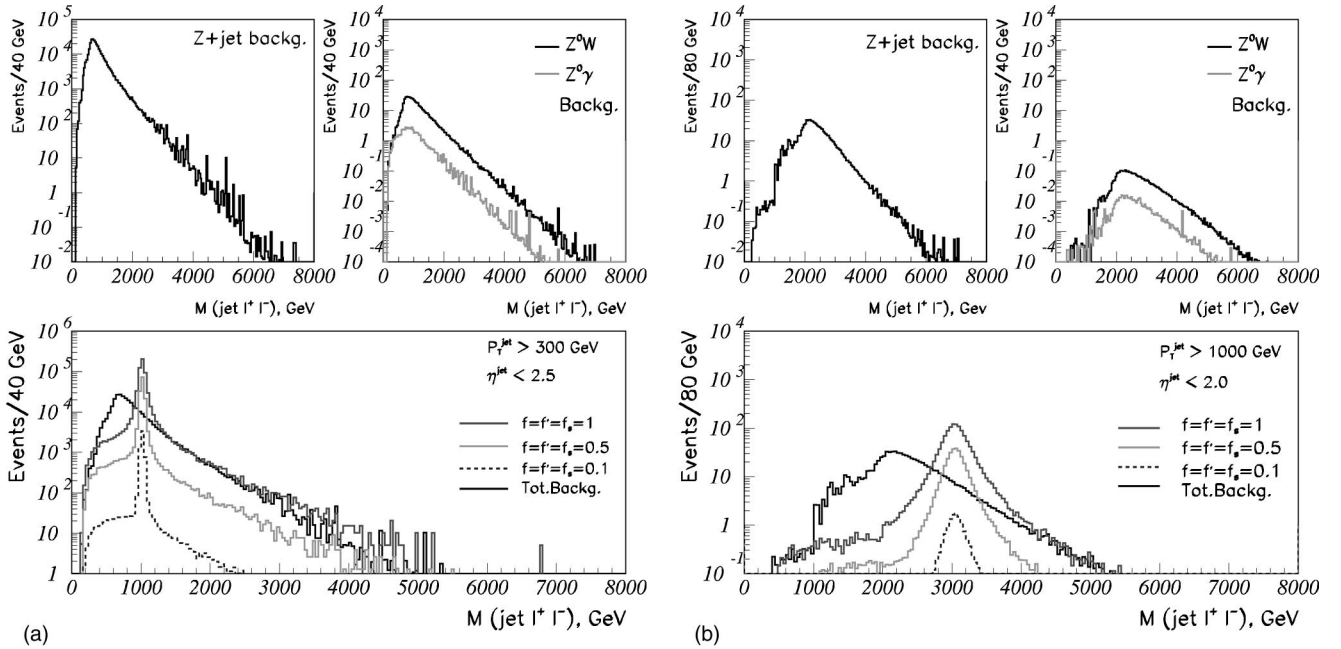 Events/40 GeV
10 5
10 4
10 3
10 2
10
1
10 -1
10 -2
Z+jet backg.
0 2000 4000 6000 8000
M (jet l+ l-), GeV
Events/40 GeV
10 5
10 3
10
10 -1
10 -2
10 -3
10 -4
Z⁰W
Z⁰γ
Backg.
0 2000 4000 6000 8000
M (jet l+ l-), GeV
Events/80 GeV
10 4
10 3
10 2
10
1
10 -1
10 -2
Z+jet backg.
0 2000 4000 6000 8000
M (jet l+ l-), GeV
Events/40 GeV
10 4
10 3
10 2
10
1
10 -1
10 -2
10 -3
10 -4
Z⁰W
Z⁰γ
Backg.
0 2000 4000 6000 8000
M (jet l+ l-), GeV
Events/40 GeV
10 6
10 5
10 4
10 3
10 2
10
1
P_T^jet > 300 GeV
η^jet < 2.5
f=f'=f_s=1
f=f'=f_s=0.5
f=f'=f_s=0.1
Tot.Backg.
0 1000 2000 3000 4000 5000 6000 7000 8000
M (jet l+ l-), GeV
(a)
Events/80 GeV
10 4
10 3
10 2
10
1
10 -1
P_T^jet > 1000 GeV
η^jet < 2.0
f=f'=f_s=1
f=f'=f_s=0.5
f=f'=f_s=0.1
Tot.Backg.
0 1000 2000 3000 4000 5000 6000 7000 8000
M (jet l+ l-), GeV
(b)